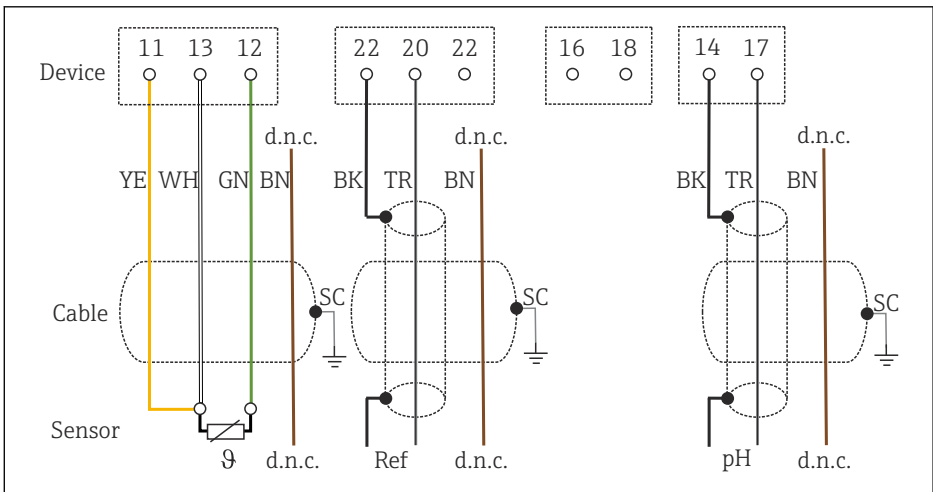 11 13 12 22 20 22 16 18 14 17
Device
d.n.c. d.n.c. d.n.c.
YE WH GN BN BK TR BN BK TR BN
Cable SC SC SC
Sensor
ϑ d.n.c. Ref d.n.c. pH d.n.c.